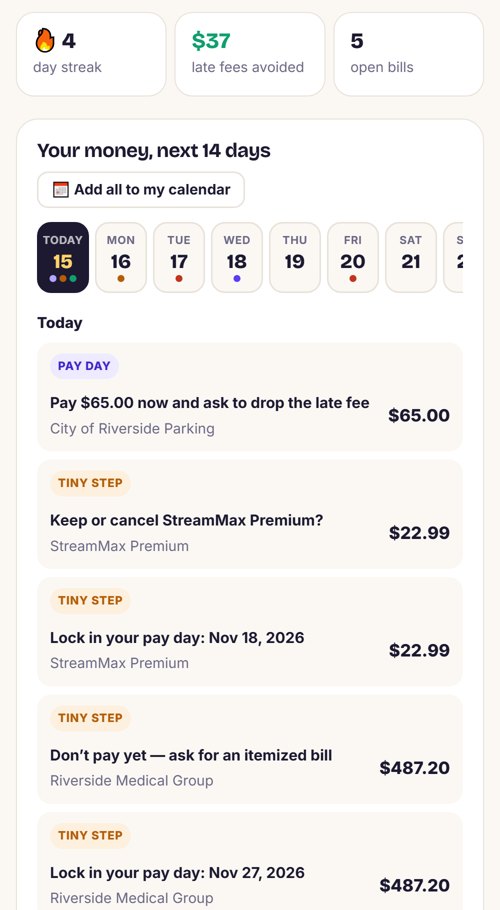 🔥 4
day streak
$37
late fees avoided
5
open bills
Your money, next 14 days
Add all to my calendar
TODAY
15
MON
16
TUE
17
WED
18
THU
19
FRI
20
SAT
21
Today
PAY DAY
Pay $65.00 now and ask to drop the late fee
City of Riverside Parking
$65.00
TINY STEP
Keep or cancel StreamMax Premium?
StreamMax Premium
$22.99
TINY STEP
Lock in your pay day: Nov 18, 2026
StreamMax Premium
$22.99
TINY STEP
Don’t pay yet — ask for an itemized bill
Riverside Medical Group
$487.20
TINY STEP
Lock in your pay day: Nov 27, 2026
Riverside Medical Group
$487.20